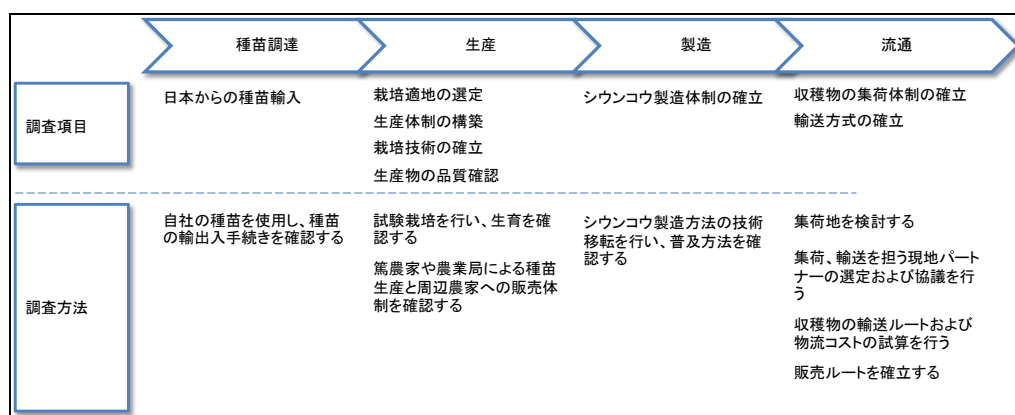 種苗調達
生産
製造
流通
調査項目
日本からの種苗輸入
栽培適地の選定
生産体制の構築
栽培技術の確立
生産物の品質確認
シウンコウ製造体制の確立
収穫物の集荷体制の確立
輸送方式の確立
調査方法
自社の種苗を使用し、種苗
の輸出入手続きを確認する
試験栽培を行い、生育を確
認する
篤農家や農業局による種苗
生産と周辺農家への販売体
制を確認する
シウンコウ製造方法の技術
移転を行い、普及方法を確
認する
集荷地を検討する
集荷、輸送を担う現地パート
ナーの選定および協議を行
う
収穫物の輸送ルートおよび
物流コストの試算を行う
販売ルートを確立する